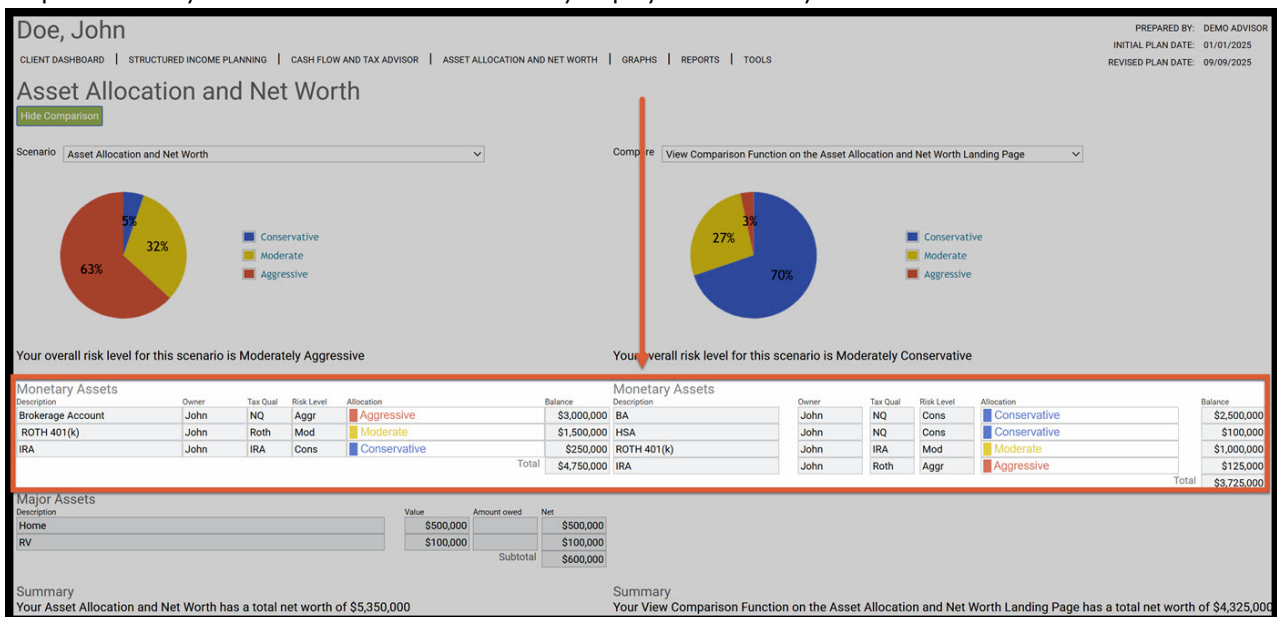 Doe, John
PREPARED BY: DEMO ADVISOR
INITIAL PLAN DATE: 01/01/2025
REVISED PLAN DATE: 09/09/2025
CLIENT DASHBOARD | STRUCTURED INCOME PLANNING | CASH FLOW AND TAX ADVISOR | ASSET ALLOCATION AND NET WORTH | GRAPHS | REPORTS | TOOLS
Asset Allocation and Net Worth
Hide Comparison
Scenario Asset Allocation and Net Worth
Compare View Comparison Function on the Asset Allocation and Net Worth Landing Page
5%
32%
63%
Conservative
Moderate
Aggressive
3%
27%
70%
Conservative
Moderate
Aggressive
Your overall risk level for this scenario is Moderately Aggressive
Your overall risk level for this scenario is Moderately Conservative
Monetary Assets
Description Owner Tax Qual Risk Level Allocation Balance
Brokerage Account John NQ Aggr Aggressive $3,000,000
ROTH 401(k) John Roth Mod Moderate $1,500,000
IRA John IRA Cons Conservative $250,000
Total $4,750,000
Monetary Assets
Description Owner Tax Qual Risk Level Allocation Balance
BA John NQ Cons Conservative $2,500,000
HSA John NQ Cons Conservative $100,000
ROTH 401(k) John IRA Mod Moderate $1,000,000
IRA John Roth Aggr Aggressive $125,000
Total $3,725,000
Major Assets
Description Value Amount owed Net
Home $500,000 $500,000
RV $100,000 $100,000
Subtotal $600,000
Summary
Your Asset Allocation and Net Worth has a total net worth of $5,350,000
Summary
Your View Comparison Function on the Asset Allocation and Net Worth Landing Page has a total net worth of $4,325,000